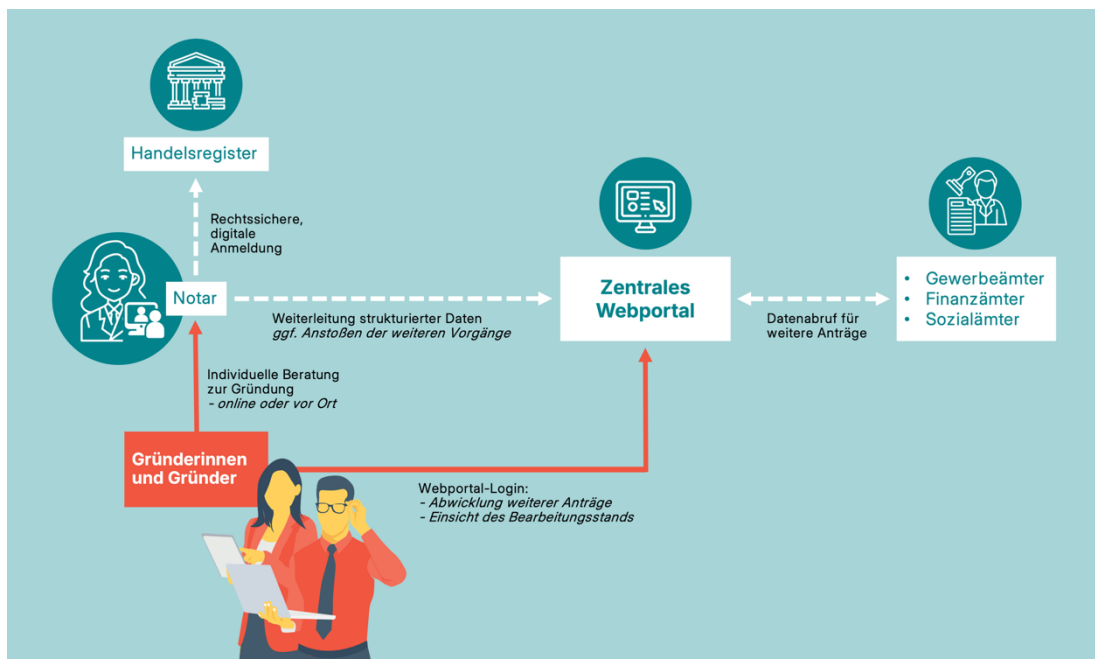 Handelsregister
Rechtssichere,
digitale
Anmeldung
Notar
Weiterleitung strukturierter Daten
ggf. Anstoßen der weiteren Vorgänge
Zentrales
Webportal
Datenabruf für
weitere Anträge
• Gewerbeämter
• Finanzämter
• Sozialämter
Individuelle Beratung
zur Gründung
- online oder vor Ort
Gründerinnen
und Gründer
Webportal-Login:
- Abwicklung weiterer Anträge
- Einsicht des Bearbeitungsstands